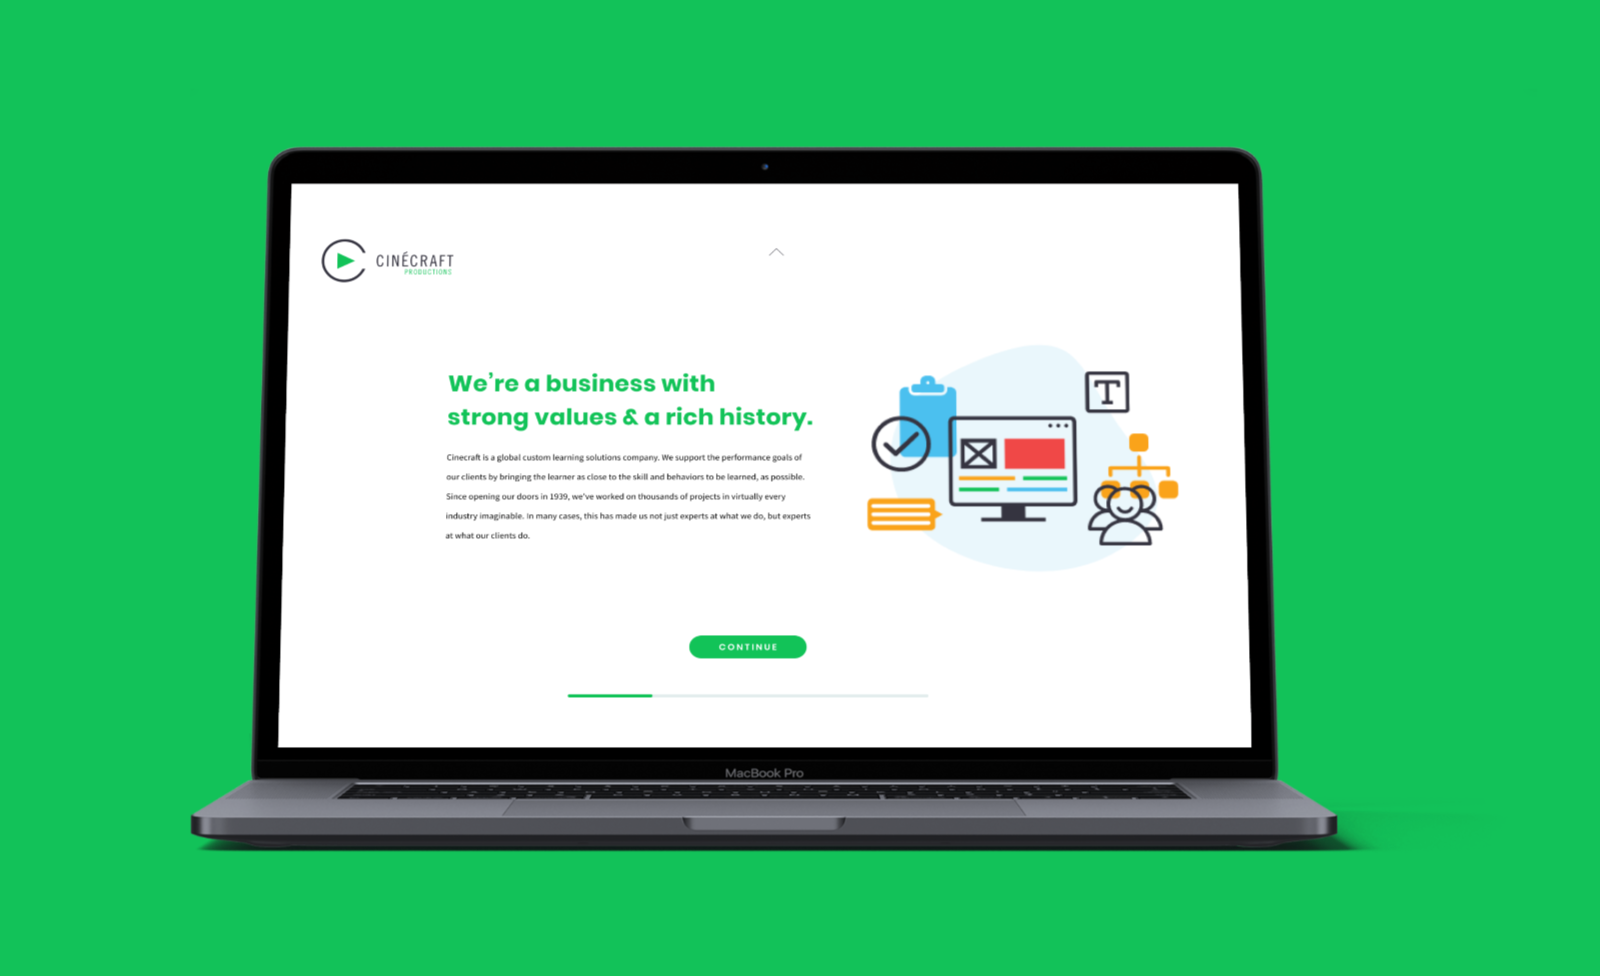 CINÉCRAFT
PRODUCTIONS
We're a business with
strong values & a rich history.
Cinecraft is a global custom learning solutions company. We support the performance goals of
our clients by bringing the learner as close to the skill and behaviors to be learned, as possible.
Since opening our doors in 1939, we've worked on thousands of projects in virtually every
industry imaginable. In many cases, this has made us not just experts at what we do, but experts
at what our clients do.
T
CONTINUE
MacBook Pro